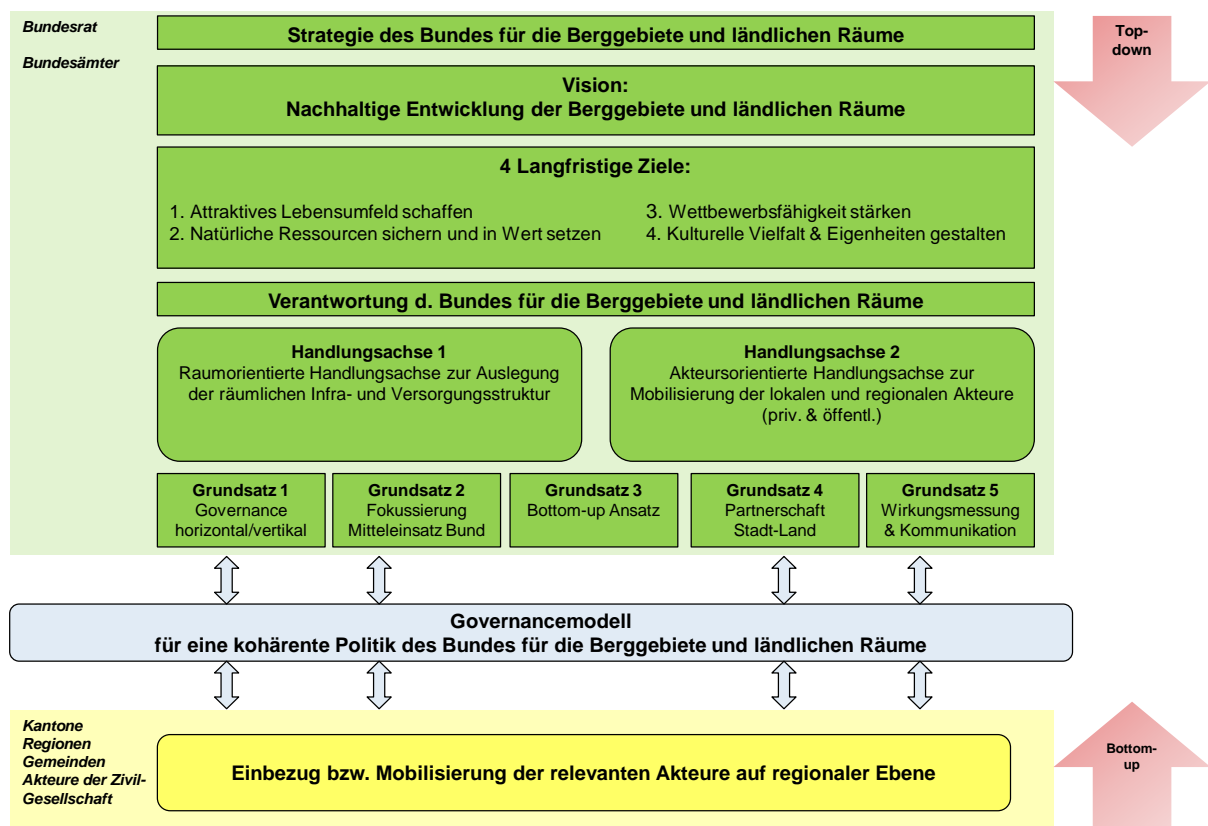 Bundesrat
Strategie des Bundes für die Berggebiete und ländlichen Räume
Top-
down
Bundesämter
Vision:
Nachhaltige Entwicklung der Berggebiete und ländlichen Räume
4 Langfristige Ziele:
1. Attraktives Lebensumfeld schaffen
2. Natürliche Ressourcen sichern und in Wert setzen
3. Wettbewerbsfähigkeit stärken
4. Kulturelle Vielfalt & Eigenheiten gestalten
Verantwortung d. Bundes für die Berggebiete und ländlichen Räume
Handlungsachse 1
Raumorientierte Handlungsachse zur Auslegung
der räumlichen Infra- und Versorgungsstruktur
Handlungsachse 2
Akteursorientierte Handlungsachse zur
Mobilisierung der lokalen und regionalen Akteure
(priv. & öffentl.)
Grundsatz 1
Governance
horizontal/vertikal
Grundsatz 2
Fokussierung
Mitteleinsatz Bund
Grundsatz 3
Bottom-up Ansatz
Grundsatz 4
Partnerschaft
Stadt-Land
Grundsatz 5
Wirkungsmessung
& Kommunikation
Governancemodell
für eine kohärente Politik des Bundes für die Berggebiete und ländlichen Räume
Kantone
Regionen
Gemeinden
Akteure der Zivil-
Gesellschaft
Einbezug bzw. Mobilisierung der relevanten Akteure auf regionaler Ebene
Bottom-
up